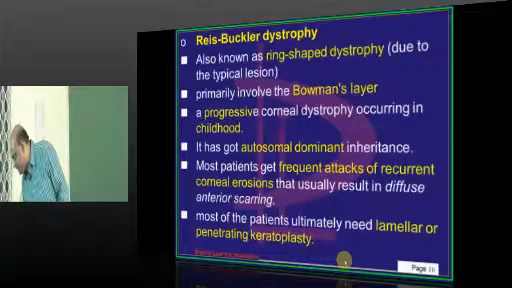 Reis-Buckler dystrophy
Also known as ring-shaped dystrophy (due to
the typical lesion)
primarily involve the Bowman's layer
a progressive corneal dystrophy occurring in
childhood.
It has got autosomal dominant inheritance.
Most patients get frequent attacks of recurrent
corneal erosions that usually result in diffuse
anterior scarring.
most of the patients ultimately need lamellar or
penetrating keratoplasty.
Page